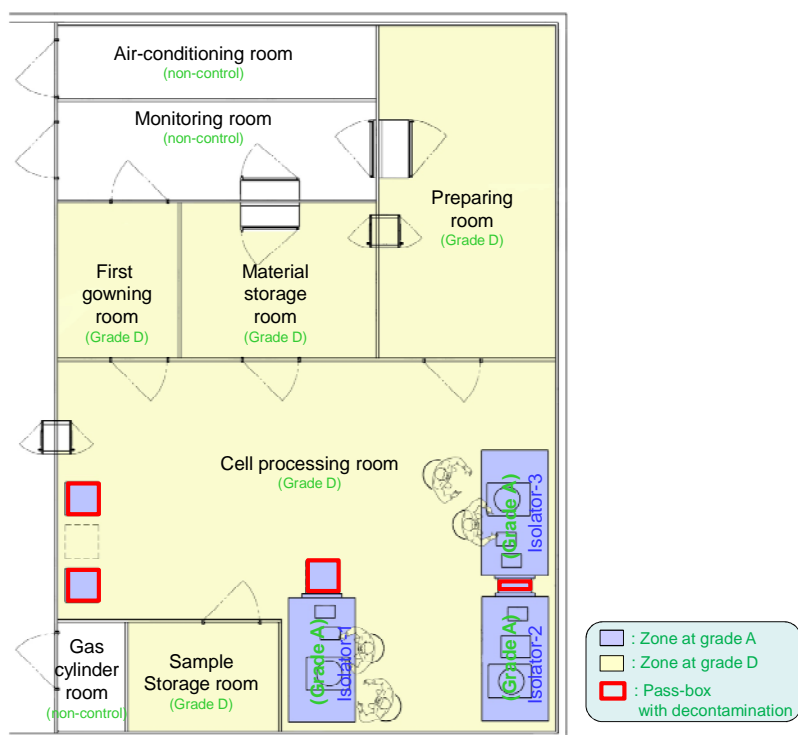 Air-conditioning room
(non-control)
Monitoring room
(non-control)
Preparing
room
(Grade D)
First
gowning
room
(Grade D)
Material
storage
room
(Grade D)
Cell processing room
(Grade D)
(Grade A)
Isolator-3
(Grade A)
Isolator-1
(Grade A)
Isolator-2
Gas
cylinder
room
(non-control)
Sample
Storage room
(Grade D)
: Zone at grade A
: Zone at grade D
: Pass-box
with decontamination